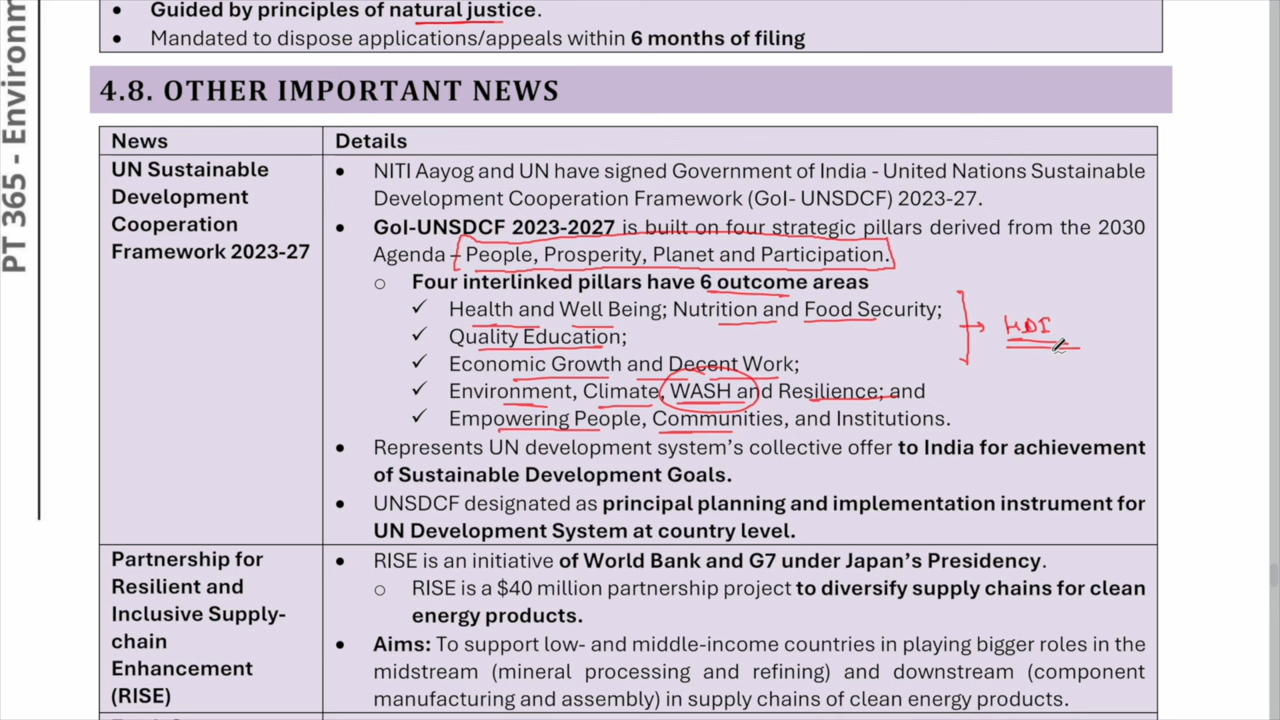 • Guided by principles of natural justice.
• Mandated to dispose applications/appeals within 6 months of filing
PT 365 - Environm
4.8. OTHER IMPORTANT NEWS
News
Details
UN Sustainable
Development
Cooperation
Framework 2023-27
• NITI Aayog and UN have signed Government of India - United Nations Sustainable
Development Cooperation Framework (GoI- UNSDCF) 2023-27.
• GoI-UNSDCF 2023-2027 is built on four strategic pillars derived from the 2030
Agenda – People, Prosperity, Planet and Participation.
o Four interlinked pillars have 6 outcome areas
✓ Health and Well Being; Nutrition and Food Security;
✓ Quality Education;
✓ Economic Growth and Decent Work;
✓ Environment, Climate, WASH and Resilience; and
✓ Empowering People, Communities, and Institutions.
→ HDI
• Represents UN development system's collective offer to India for achievement
of Sustainable Development Goals.
• UNSDCF designated as principal planning and implementation instrument for
UN Development System at country level.
Partnership for
Resilient and
Inclusive Supply-
chain
Enhancement
(RISE)
• RISE is an initiative of World Bank and G7 under Japan's Presidency.
o RISE is a $40 million partnership project to diversify supply chains for clean
energy products.
• Aims: To support low- and middle-income countries in playing bigger roles in the
midstream (mineral processing and refining) and downstream (component
manufacturing and assembly) in supply chains of clean energy products.